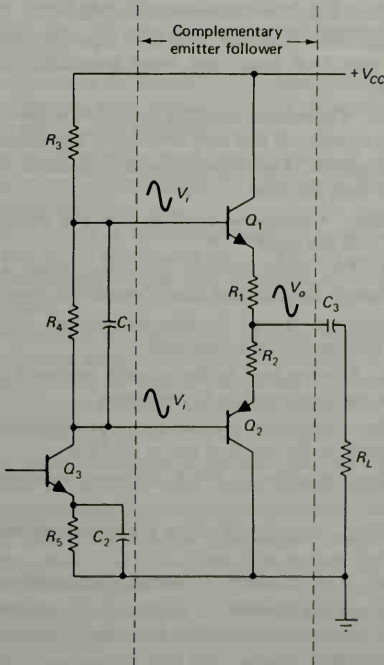 Complementary
emitter follower
+ V_CC
R_3
V_i
Q_1
R_1
V_o
C_3
R_4
C_1
R_2
V_i
Q_2
Q_3
R_L
R_5
C_2